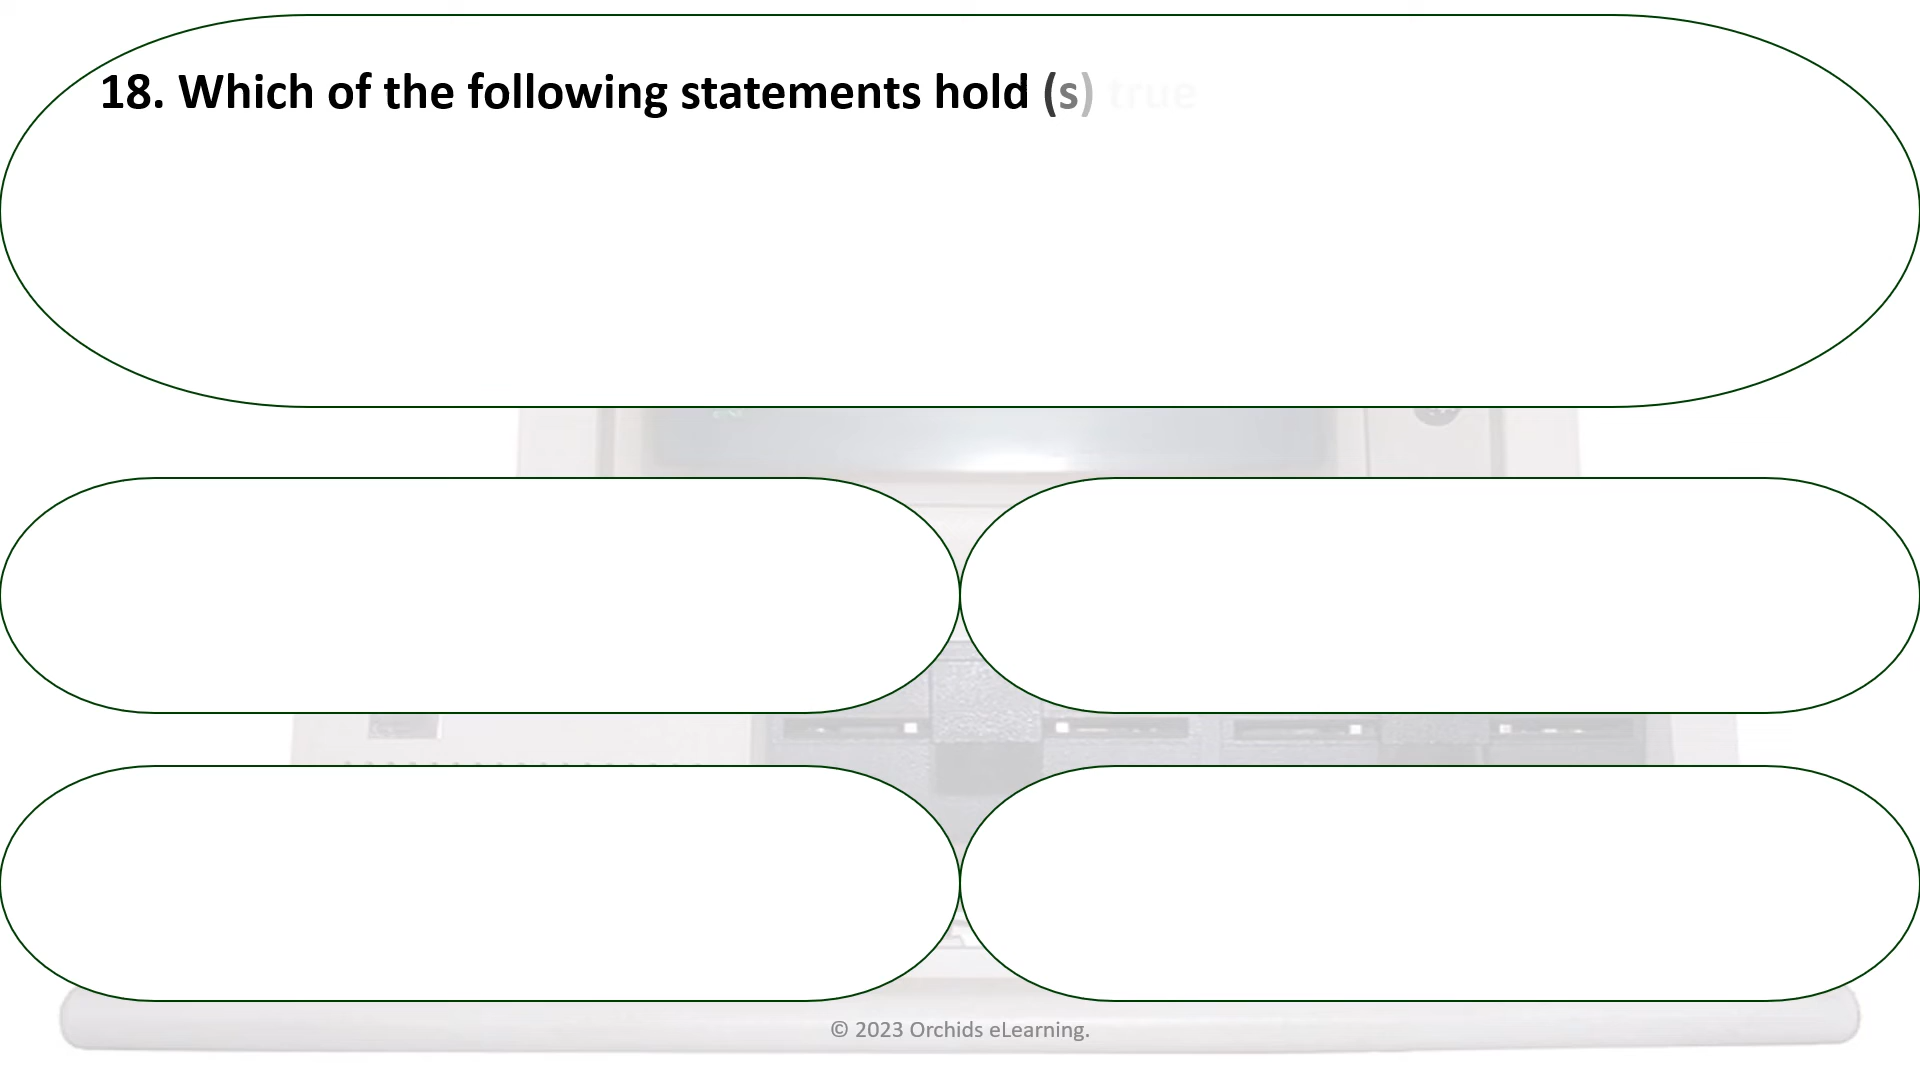 18. Which of the following statements hold (s) true
© 2023 Orchids eLearning.